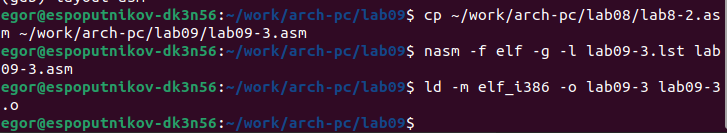 (gdb) layout asm
egor@espoputnikov-dk3n56:~/work/arch-pc/lab09$ cp ~/work/arch-pc/lab08/lab8-2.as
m ~/work/arch-pc/lab09/lab09-3.asm
egor@espoputnikov-dk3n56:~/work/arch-pc/lab09$ nasm -f elf -g -l lab09-3.lst lab
09-3.asm
egor@espoputnikov-dk3n56:~/work/arch-pc/lab09$ ld -m elf_i386 -o lab09-3 lab09-3
.o
egor@espoputnikov-dk3n56:~/work/arch-pc/lab09$